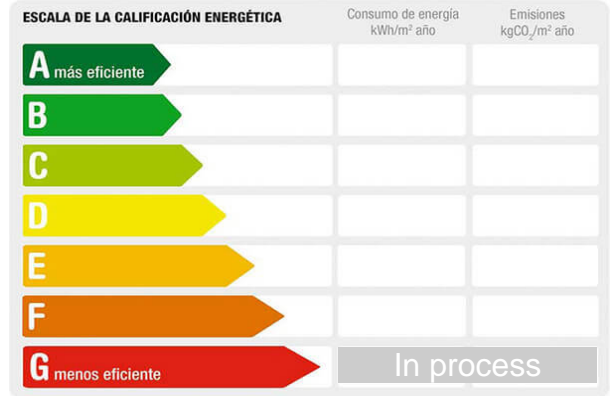 ESCALA DE LA CALIFICACIÓN ENERGÉTICA
Consumo de energía
kWh/m² año
Emisiones
kgCO₂/m² año
A más eficiente
B
C
D
E
F
G menos eficiente
In process